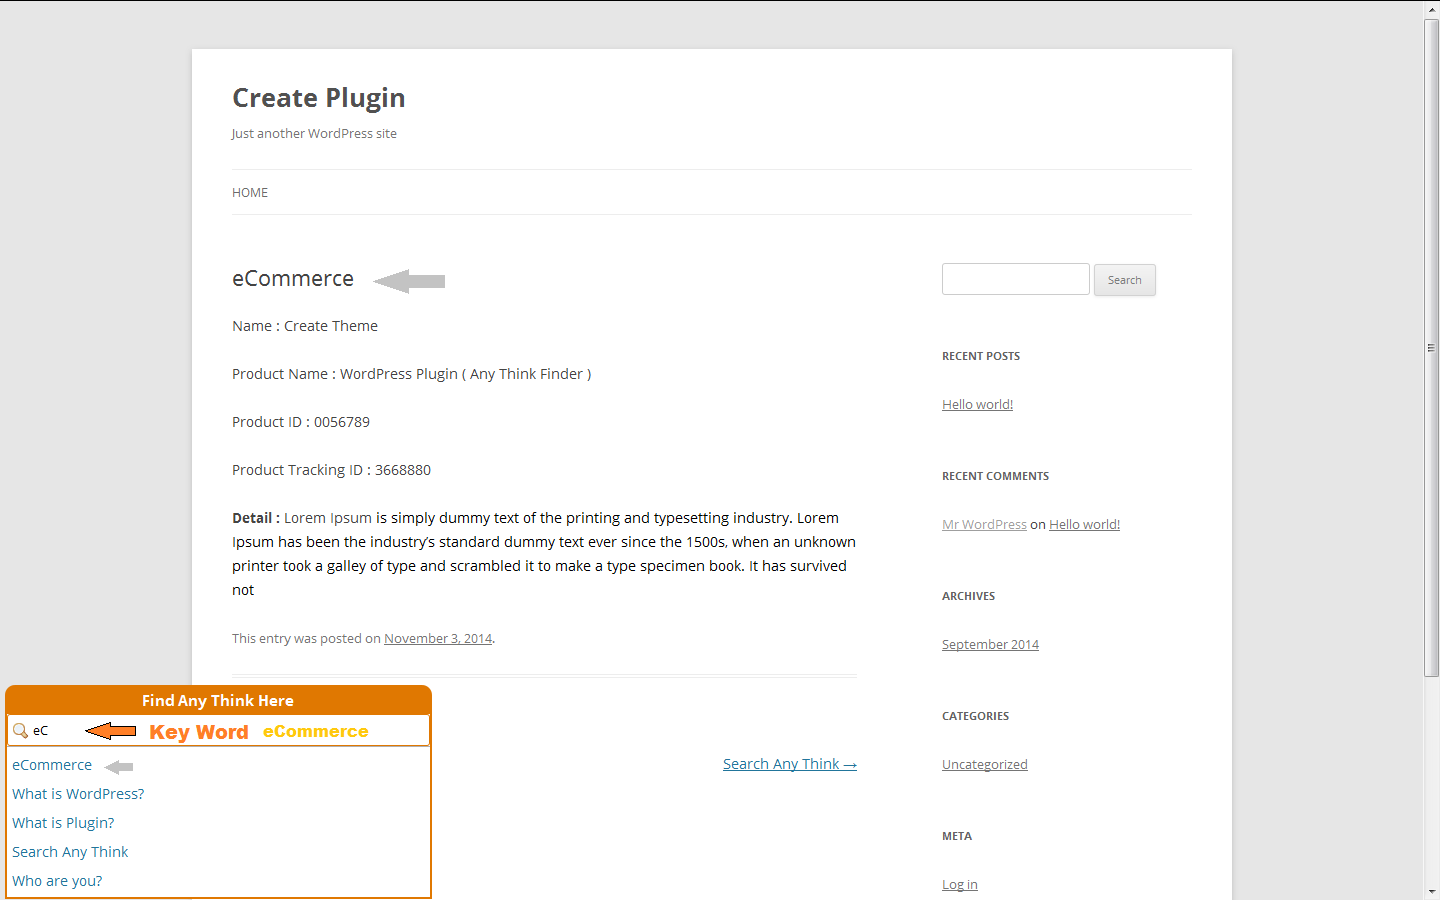 Create Plugin
Just another WordPress site
HOME
eCommerce
Name : Create Theme
Product Name : WordPress Plugin ( Any Think Finder )
Product ID : 0056789
Product Tracking ID : 3668880
Detail : Lorem Ipsum is simply dummy text of the printing and typesetting industry. Lorem
Ipsum has been the industry’s standard dummy text ever since the 1500s, when an unknown
printer took a galley of type and scrambled it to make a type specimen book. It has survived
not
This entry was posted on November 3, 2014.
Search Any Think →
Search
RECENT POSTS
Hello world!
RECENT COMMENTS
Mr WordPress on Hello world!
ARCHIVES
September 2014
CATEGORIES
Uncategorized
META
Log in
Find Any Think Here
eC Key Word eCommerce
eCommerce
What is WordPress?
What is Plugin?
Search Any Think
Who are you?